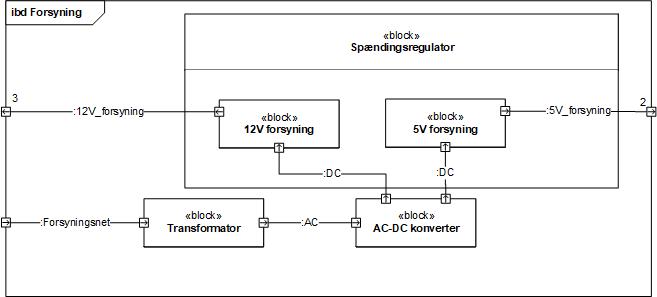 ibd Forsyning
«block»
Spændingsregulator
3
:12V_forsyning
«block»
12V forsyning
«block»
5V forsyning
:5V_forsyning
2
:DC
:DC
:Forsyningsnet
«block»
Transformator
:AC
«block»
AC-DC konverter